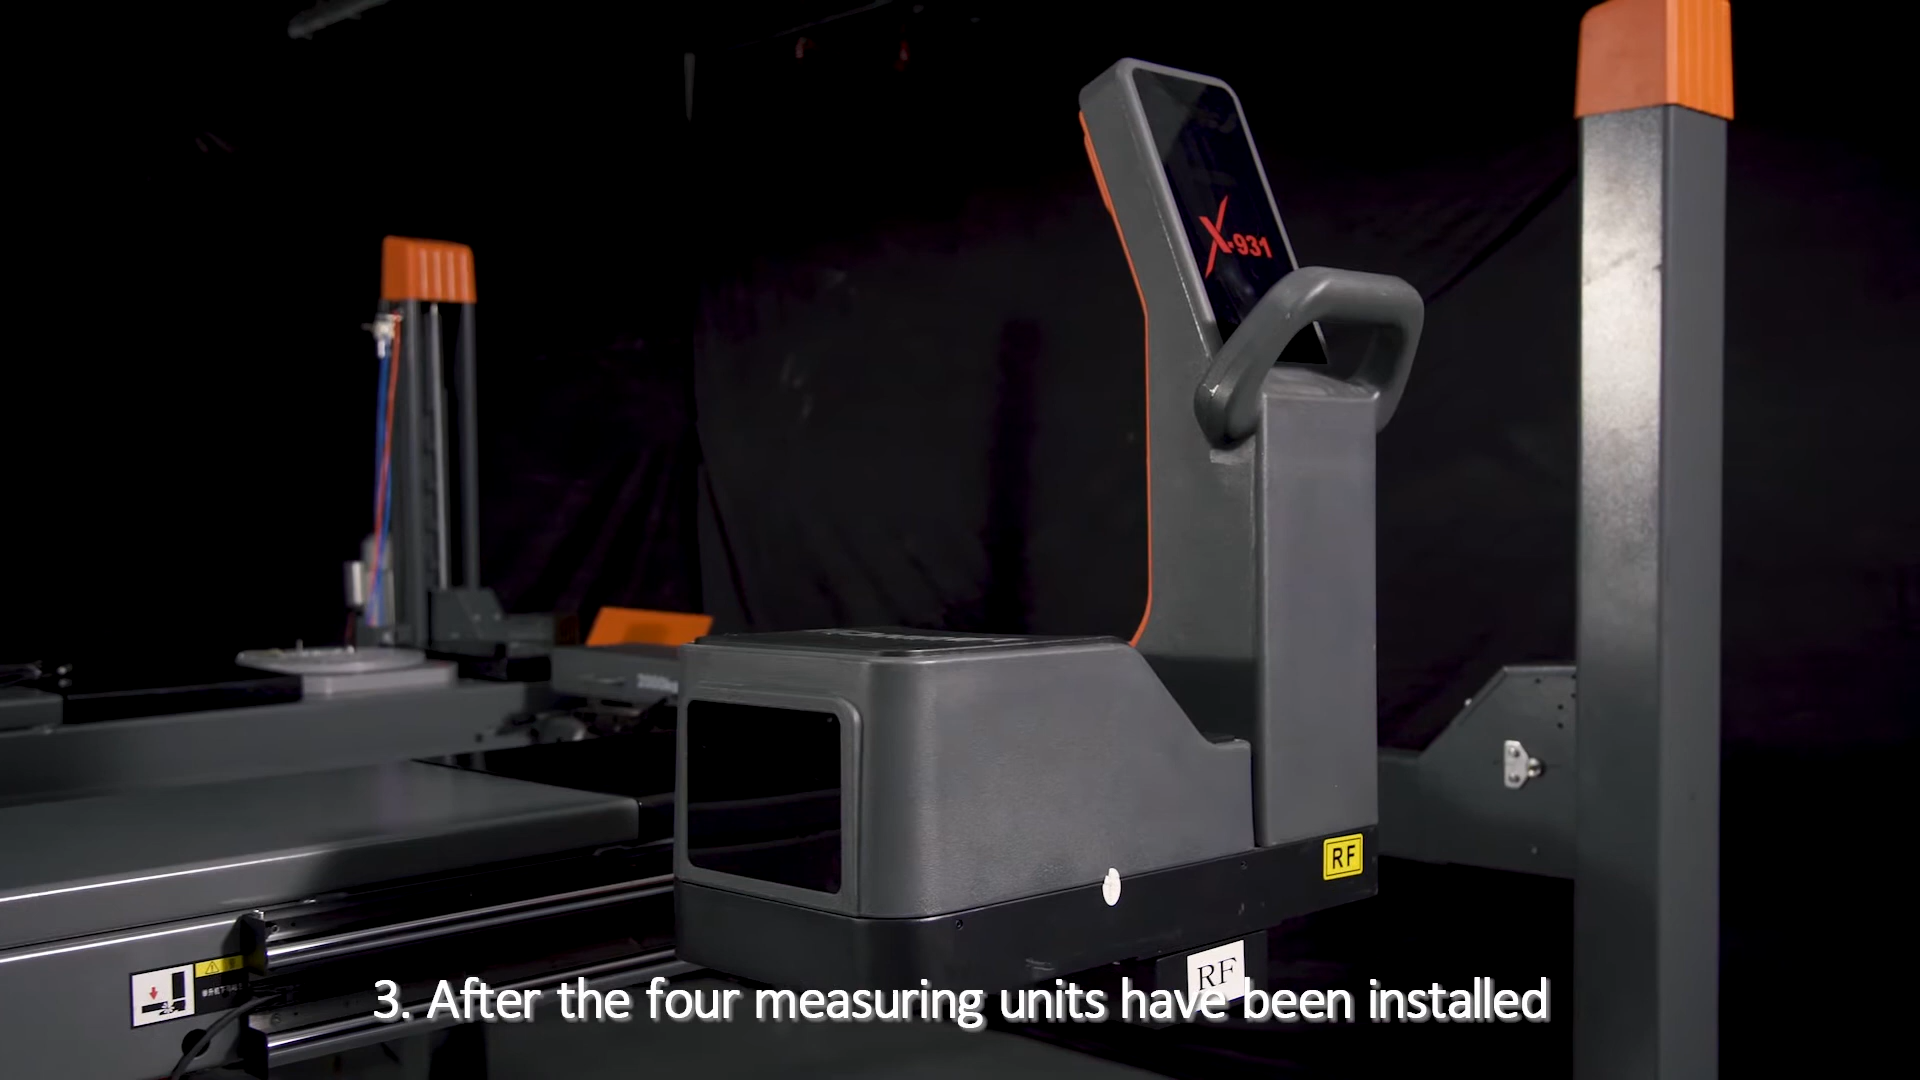 X-931
RF
RF
3. After the four measuring units have been installed